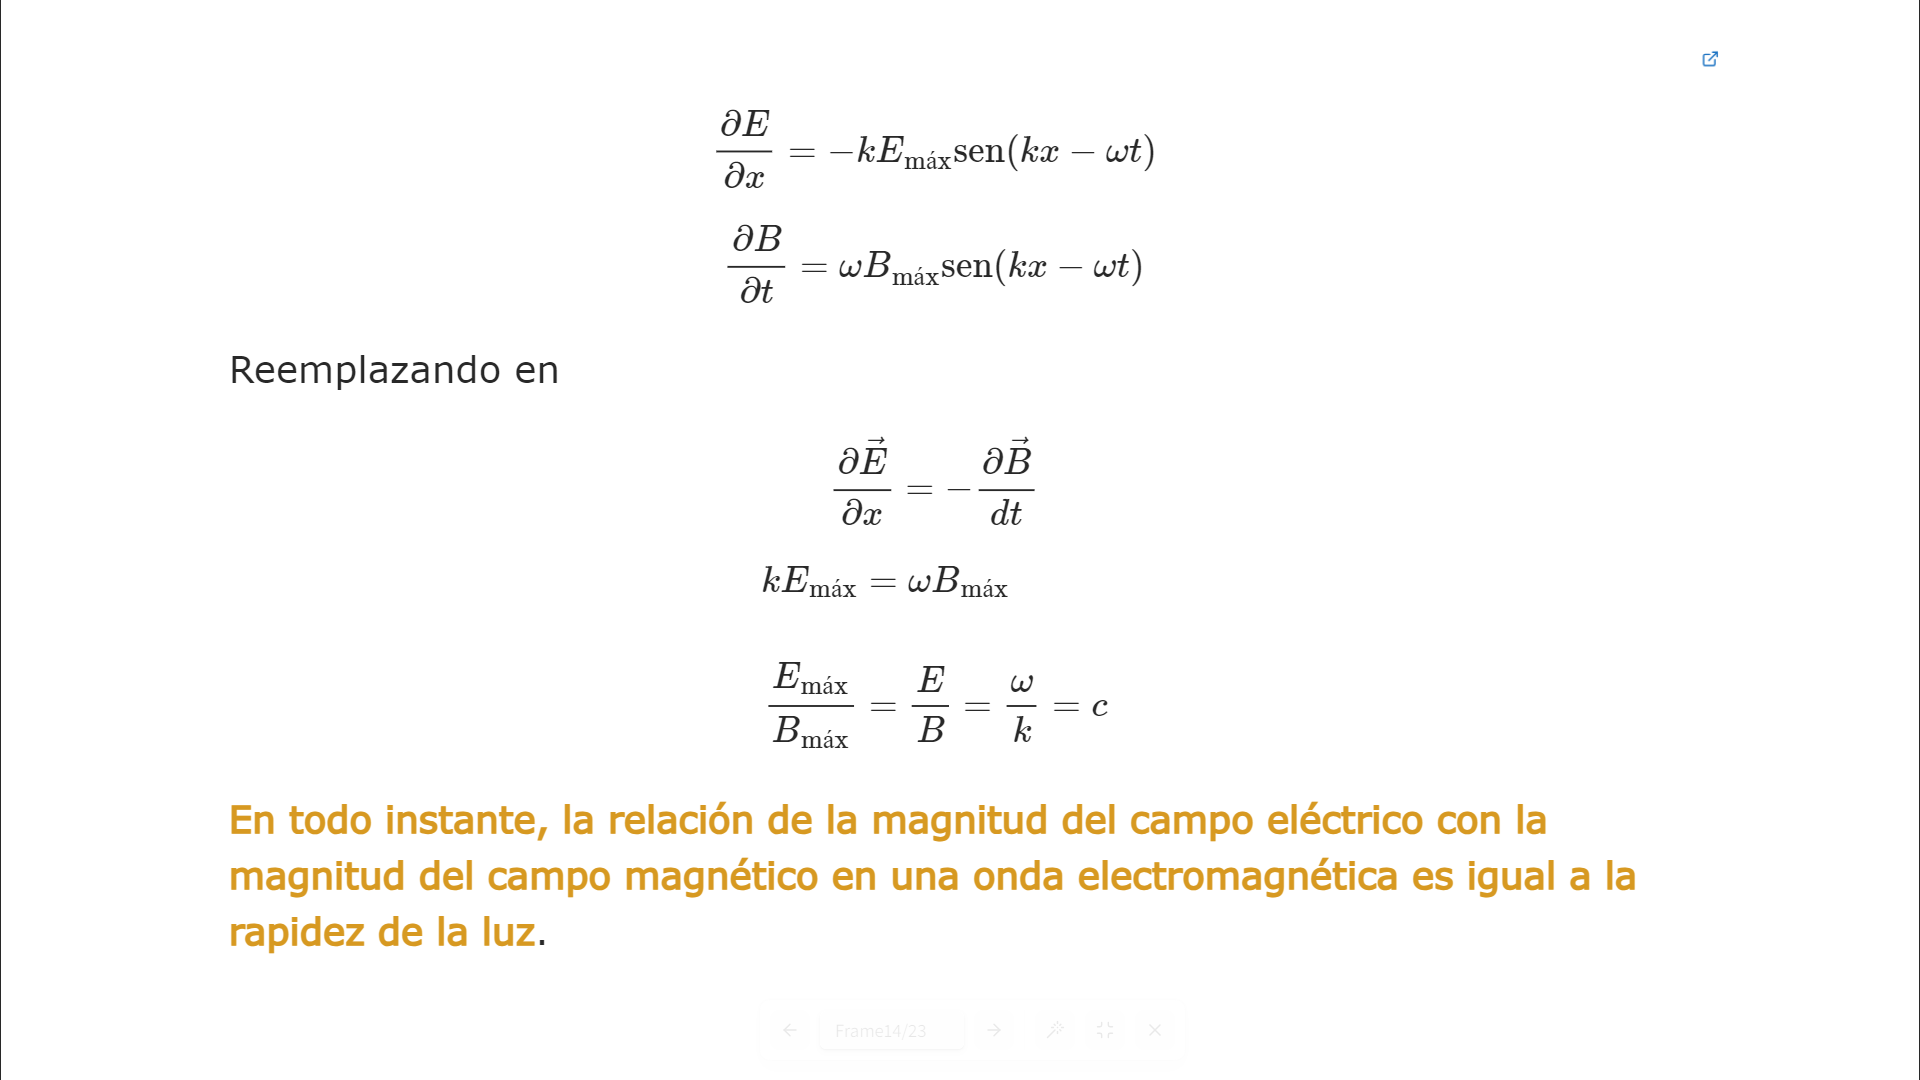 ∂E/∂x = −kE_máx sen(kx − ωt)
∂B/∂t = ωB_máx sen(kx − ωt)
Reemplazando en
∂E⃗/∂x = −∂B⃗/dt
kE_máx = ωB_máx
E_máx/B_máx = E/B = ω/k = c
En todo instante, la relación de la magnitud del campo eléctrico con la
magnitud del campo magnético en una onda electromagnética es igual a la
rapidez de la luz.
Frame14/23